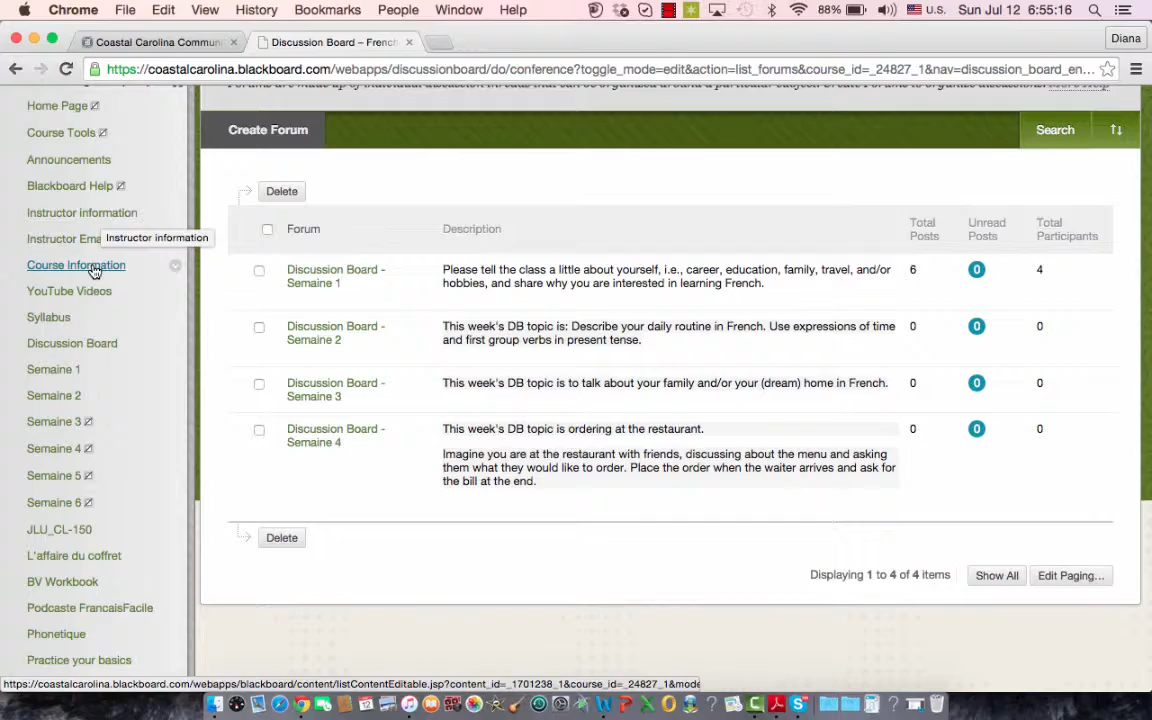 Chrome File Edit View History Bookmarks People Window Help 88% U.S. Sun Jul 12 6:55:16
Coastal Carolina Commun
Discussion Board – French
Diana
https://coastalcarolina.blackboard.com/webapps/discussionboard/do/conference?toggle_mode=edit&action=list_forums&course_id=_24827_1&nav=discussion_board_en...
Home Page
Course Tools
Announcements
Blackboard Help
Instructor information
Instructor Ema
Instructor information
Course Information
YouTube Videos
Syllabus
Discussion Board
Semaine 1
Semaine 2
Semaine 3
Semaine 4
Semaine 5
Semaine 6
JLU_CL-150
L'affaire du coffret
BV Workbook
Podcaste FrancaisFacile
Phonetique
Practice your basics
Create Forum
Search
Delete
Forum
Description
Total
Posts
Unread
Posts
Total
Participants
Discussion Board -
Semaine 1
Please tell the class a little about yourself, i.e., career, education, family, travel, and/or
hobbies, and share why you are interested in learning French.
6 0 4
Discussion Board -
Semaine 2
This week's DB topic is: Describe your daily routine in French. Use expressions of time
and first group verbs in present tense.
0 0 0
Discussion Board -
Semaine 3
This week's DB topic is to talk about your family and/or your (dream) home in French.
0 0 0
Discussion Board -
Semaine 4
This week's DB topic is ordering at the restaurant.
Imagine you are at the restaurant with friends, discussing about the menu and asking
them what they would like to order. Place the order when the waiter arrives and ask for
the bill at the end.
0 0 0
Delete
Displaying 1 to 4 of 4 items
Show All
Edit Paging...
https://coastalcarolina.blackboard.com/webapps/blackboard/content/listContentEditable.jsp?content_id=_1701238_1&course_id=_24827_1&mode